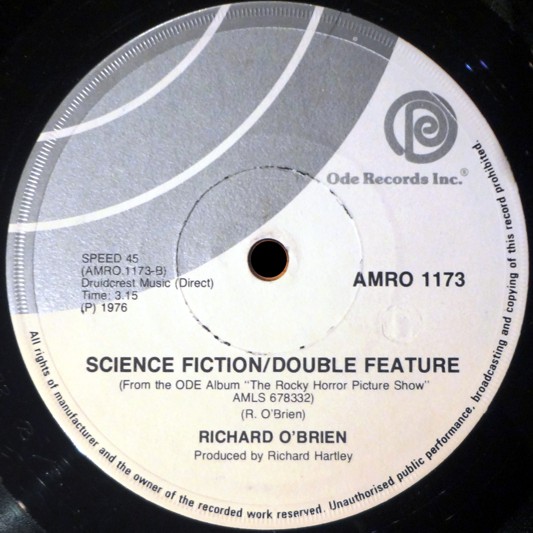 Ode Records Inc.®
SPEED 45
(AMRO.1173-B)
Druidcrest Music (Direct)
Time: 3.15
(P) 1976
AMRO 1173
SCIENCE FICTION/DOUBLE FEATURE
(From the ODE Album "The Rocky Horror Picture Show"
AMLS 678332)
(R. O'Brien)
RICHARD O'BRIEN
Produced by Richard Hartley
All rights of manufacturer and the owner of the recorded work reserved. Unauthorised public performance, broadcasting and copying of this record prohibited.